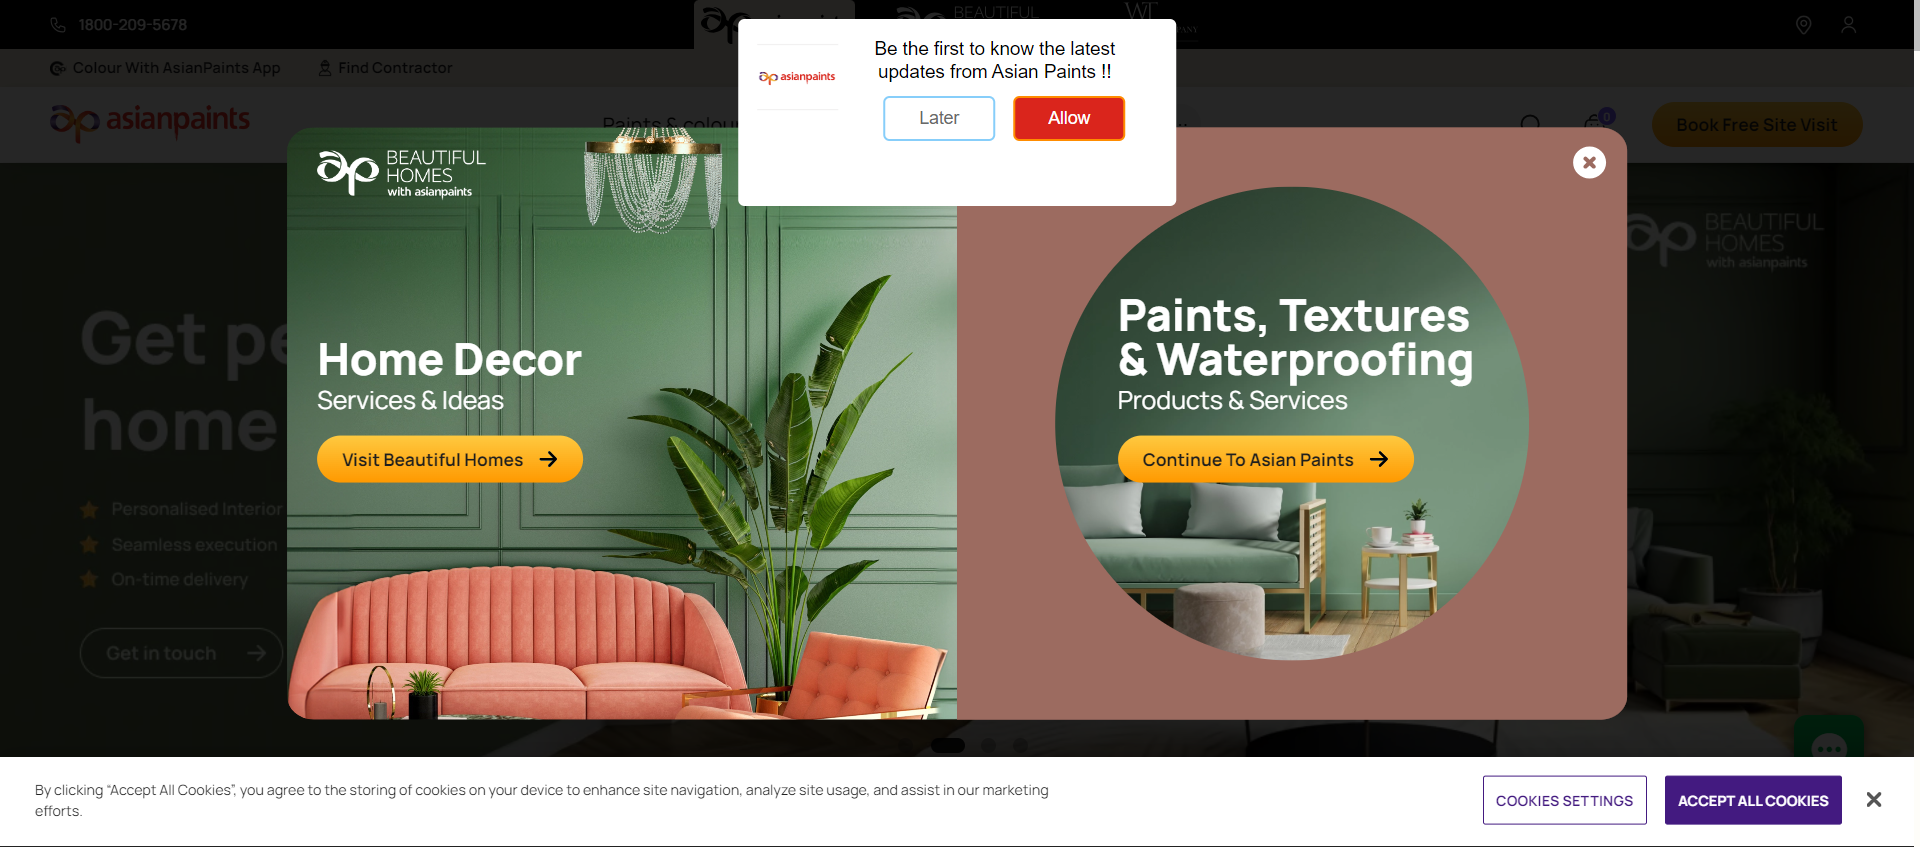 1800-209-5678
BEAUTIFUL
WT
Colour With AsianPaints App
Find Contractor
Be the first to know the latest
updates from Asian Paints !!
asianpaints
Later
Allow
asianpaints
Paints & colou
0
Book Free Site Visit
BEAUTIFUL
HOMES
with asianpaints
Home Decor
Services & Ideas
Visit Beautiful Homes
Paints, Textures
& Waterproofing
Products & Services
Continue To Asian Paints
BEAUTIFUL
HOMES
with asianpaints
Get pe
home
Personalised Interior
Seamless execution
On-time delivery
Get in touch
By clicking “Accept All Cookies”, you agree to the storing of cookies on your device to enhance site navigation, analyze site usage, and assist in our marketing
efforts.
COOKIES SETTINGS
ACCEPT ALL COOKIES